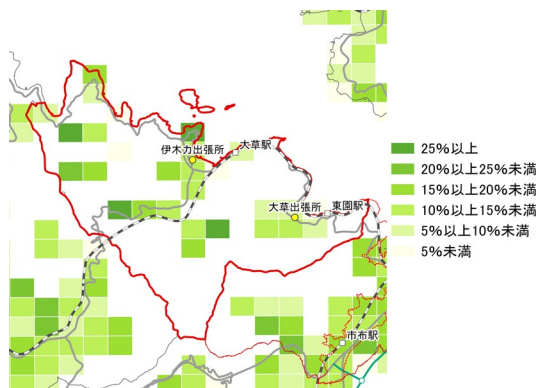 大草駅
伊木力出張所
大草出張所
東園駅
市布駅
25%以上
20%以上25%未満
15%以上20%未満
10%以上15%未満
5%以上10%未満
5%未満